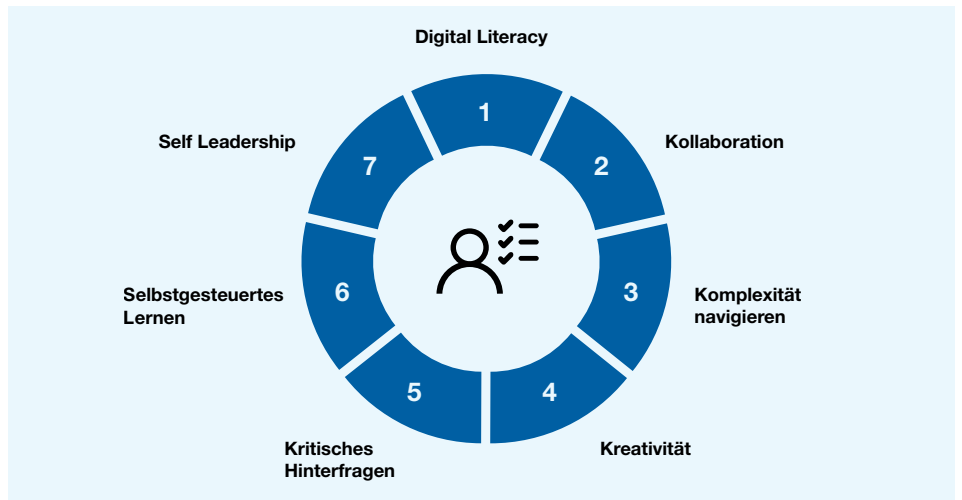 Digital Literacy
1
Kollaboration
2
Komplexität
navigieren
3
Kreativität
4
Kritisches
Hinterfragen
5
Selbstgesteuertes
Lernen
6
Self Leadership
7